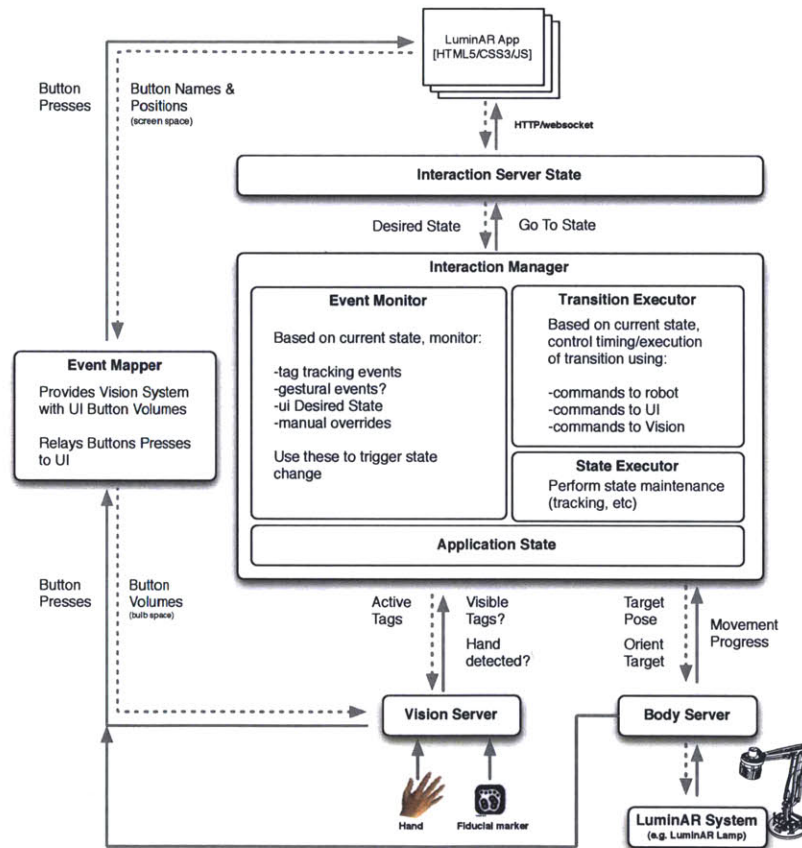 LuminAR App
[HTML5/CSS3/JS]
Button
Presses
Button Names &
Positions
(screen space)
HTTP/websocket
Interaction Server State
Desired State
Go To State
Interaction Manager
Event Monitor
Based on current state, monitor:
-tag tracking events
-gestural events?
-ui Desired State
-manual overrides
Use these to trigger state
change
Transition Executor
Based on current state,
control timing/execution
of transition using:
-commands to robot
-commands to UI
-commands to Vision
State Executor
Perform state maintenance
(tracking, etc)
Application State
Event Mapper
Provides Vision System
with UI Button Volumes
Relays Buttons Presses
to UI
Button
Presses
Button
Volumes
(bulb space)
Active
Tags
Visible
Tags?
Hand
detected?
Target
Pose
Orient
Target
Movement
Progress
Vision Server
Body Server
Hand
Fiducial marker
LuminAR System
(e.g. LuminAR Lamp)